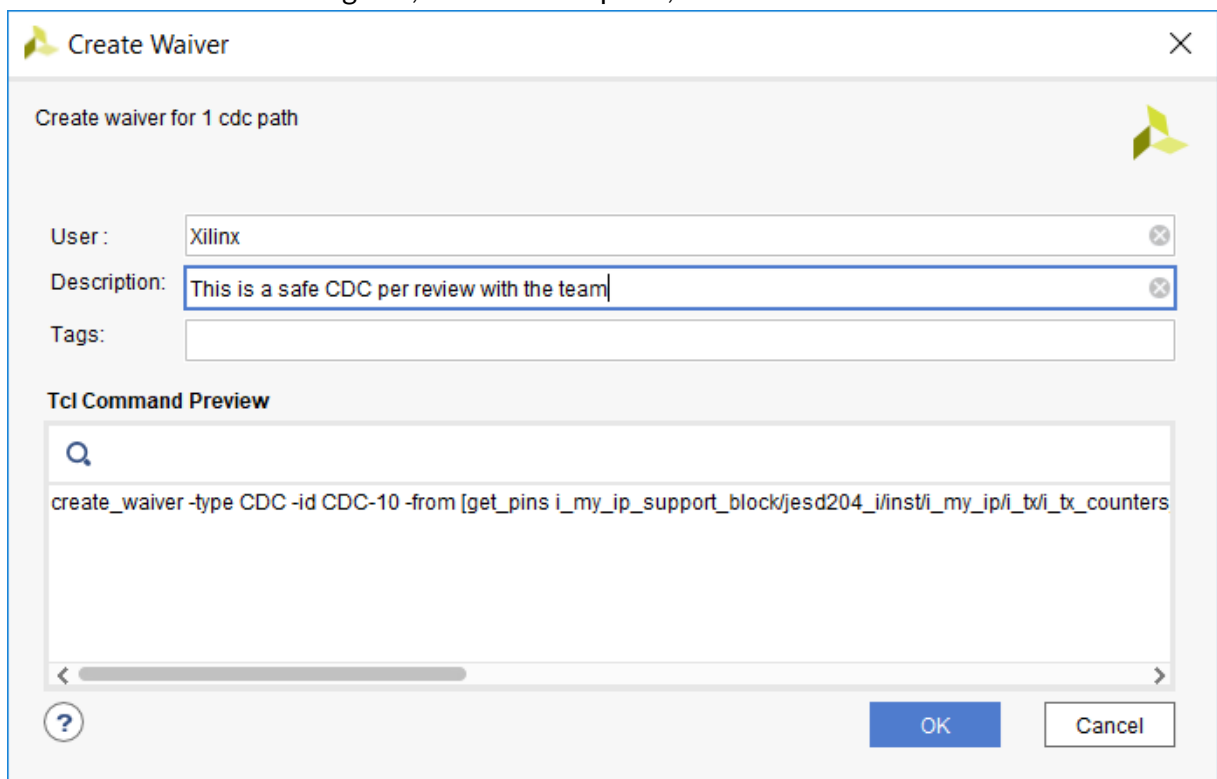 Create Waiver
Create waiver for 1 cdc path
User : Xilinx
Description: This is a safe CDC per review with the team
Tags:
Tcl Command Preview
create_waiver -type CDC -id CDC-10 -from [get_pins i_my_ip_support_block/jesd204_i/inst/i_my_ip/i_tx/i_tx_counters
?
OK Cancel